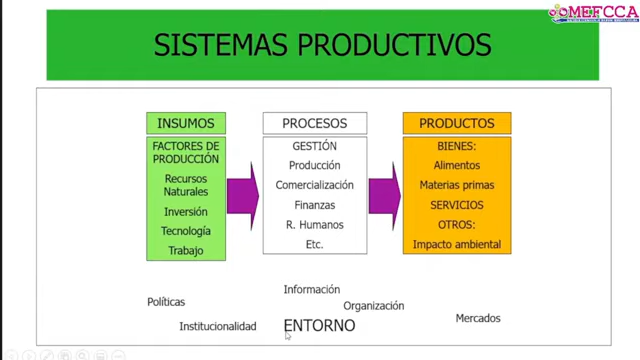 MEFCCA
SISTEMAS PRODUCTIVOS
INSUMOS
FACTORES DE
PRODUCCIÓN
Recursos
Naturales
Inversión
Tecnología
Trabajo
PROCESOS
GESTIÓN
Producción
Comercialización
Finanzas
R. Humanos
Etc.
PRODUCTOS
BIENES:
Alimentos
Materias primas
SERVICIOS
OTROS:
Impacto ambiental
Información
Políticas
Organización
Institucionalidad
ENTORNO
Mercados